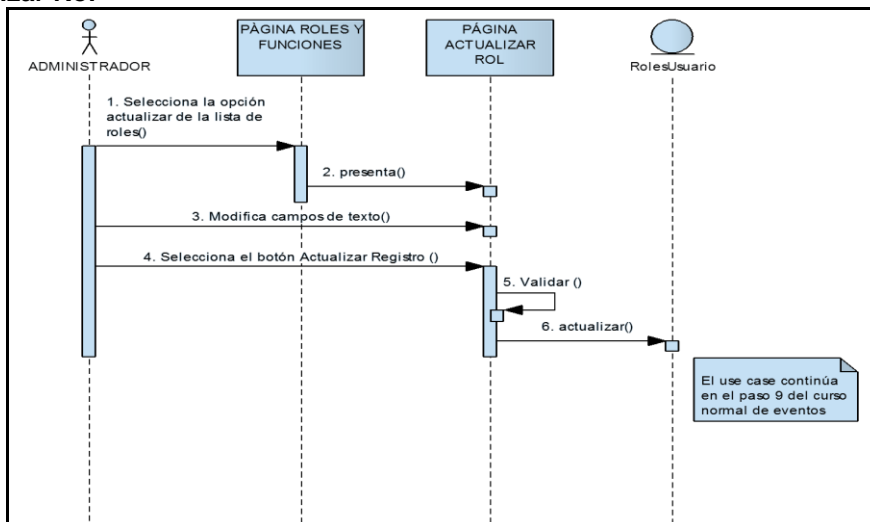 PÀGINA ROLES Y
FUNCIONES
PÁGINA
ACTUALIZAR
ROL
ADMINISTRADOR
RolesUsuario
1. Selecciona la opción
actualizar de la lista de
roles()
2. presenta()
3. Modifica campos de texto()
4. Selecciona el botón Actualizar Registro ()
5. Validar ()
6. actualizar()
El use case continúa
en el paso 9 del curso
normal de eventos